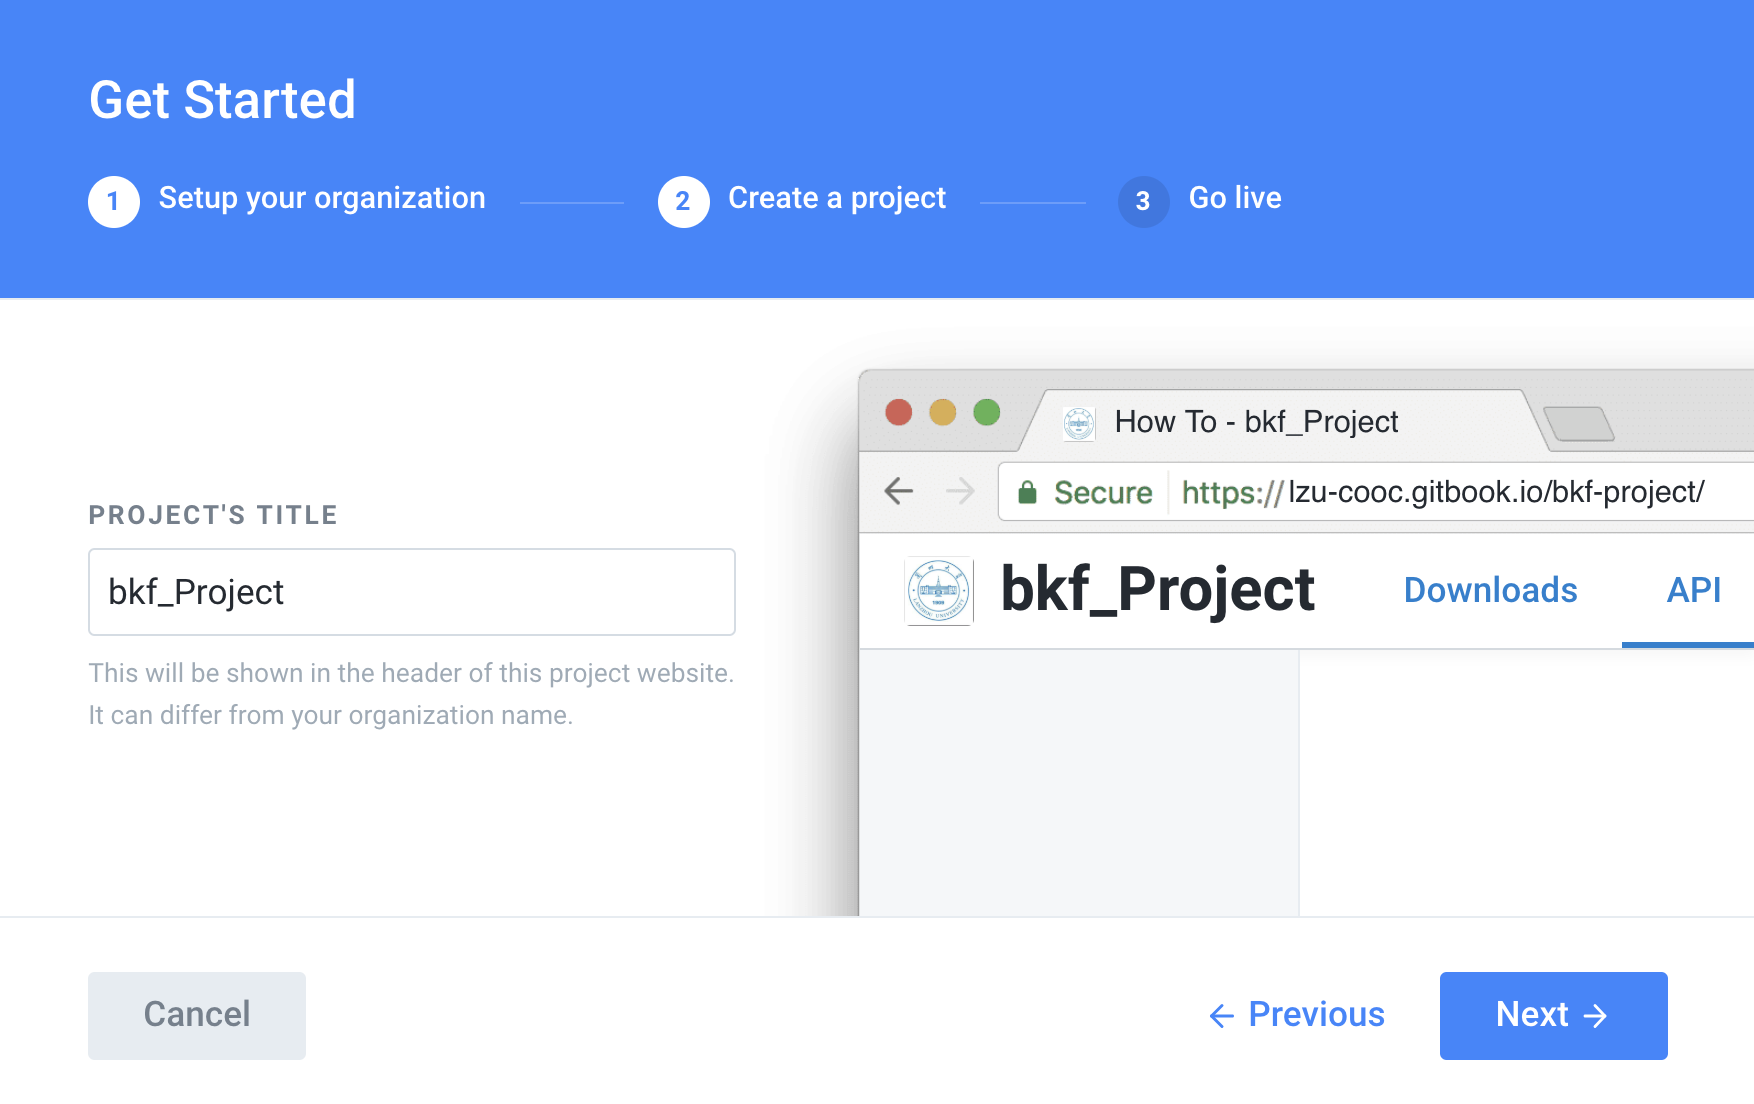 Get Started
1 Setup your organization 2 Create a project 3 Go live
How To - bkf_Project
Secure https://lzu-cooc.gitbook.io/bkf-project/
bkf_Project Downloads API
PROJECT'S TITLE
bkf_Project
This will be shown in the header of this project website.
It can differ from your organization name.
Cancel ← Previous Next →